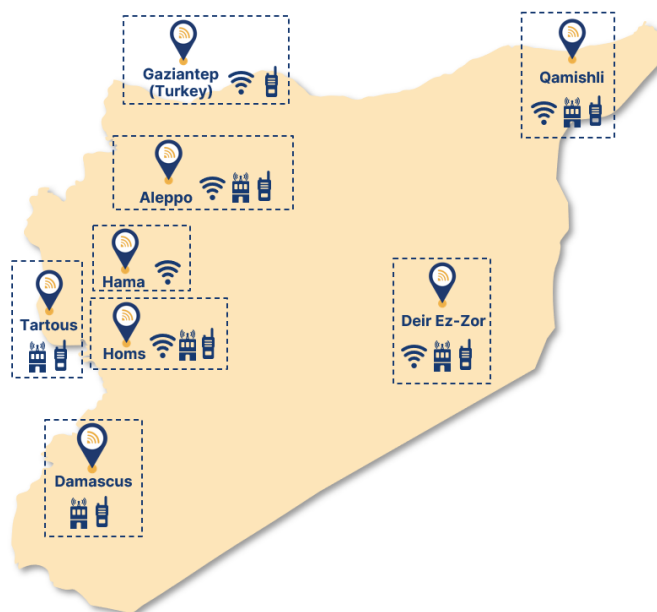 Gaziantep
(Turkey)
Qamishli
Aleppo
Hama
Tartous
Homs
Deir Ez-Zor
Damascus